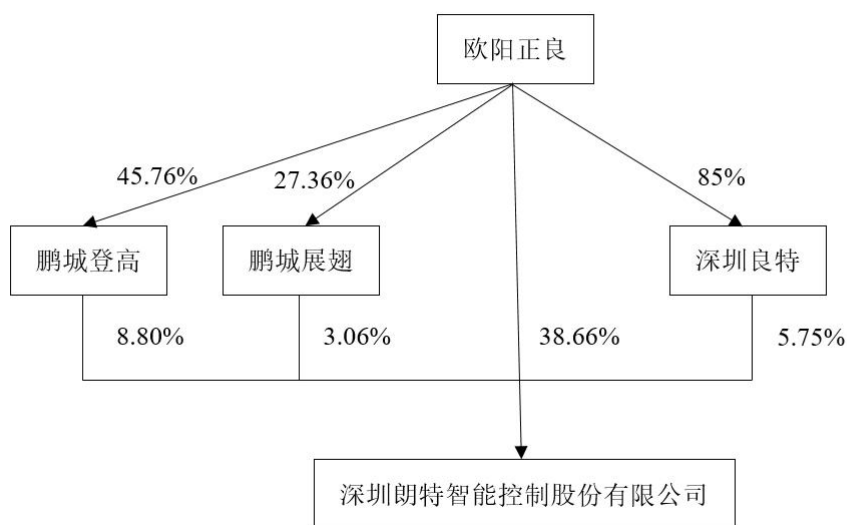 欧阳正良
45.76%
27.36%
85%
鹏城登高
鹏城展翅
深圳良特
8.80%
3.06%
38.66%
5.75%
深圳朗特智能控制股份有限公司